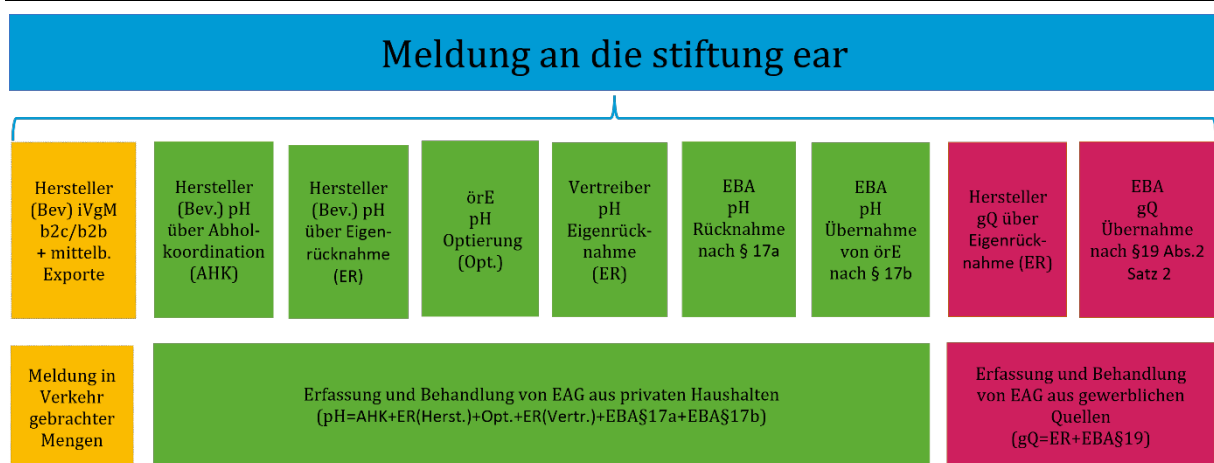 Meldung an die stiftung ear
Hersteller
(Bev) iVgM
b2c/b2b
+ mittelb.
Exporte
Hersteller
(Bev.) pH
über Abhol-
koordination
(AHK)
Hersteller
(Bev.) pH
über Eigen-
rücknahme
(ER)
örE
pH
Optierung
(Opt.)
Vertreiber
pH
Eigenrück-
nahme
(ER)
EBA
pH
Rücknahme
nach § 17a
EBA
pH
Übernahme
von örE
nach § 17b
Hersteller
gQ über
Eigenrück-
nahme (ER)
EBA
gQ
Übernahme
nach §19 Abs.2
Satz 2
Meldung in
Verkehr
gebrachter
Mengen
Erfassung und Behandlung von EAG aus privaten Haushalten
(pH=AHK+ER(Herst.)+Opt.+ER(Vertr.)+EBA§17a+EBA§17b)
Erfassung und Behandlung
von EAG aus gewerblichen
Quellen
(gQ=ER+EBA§19)